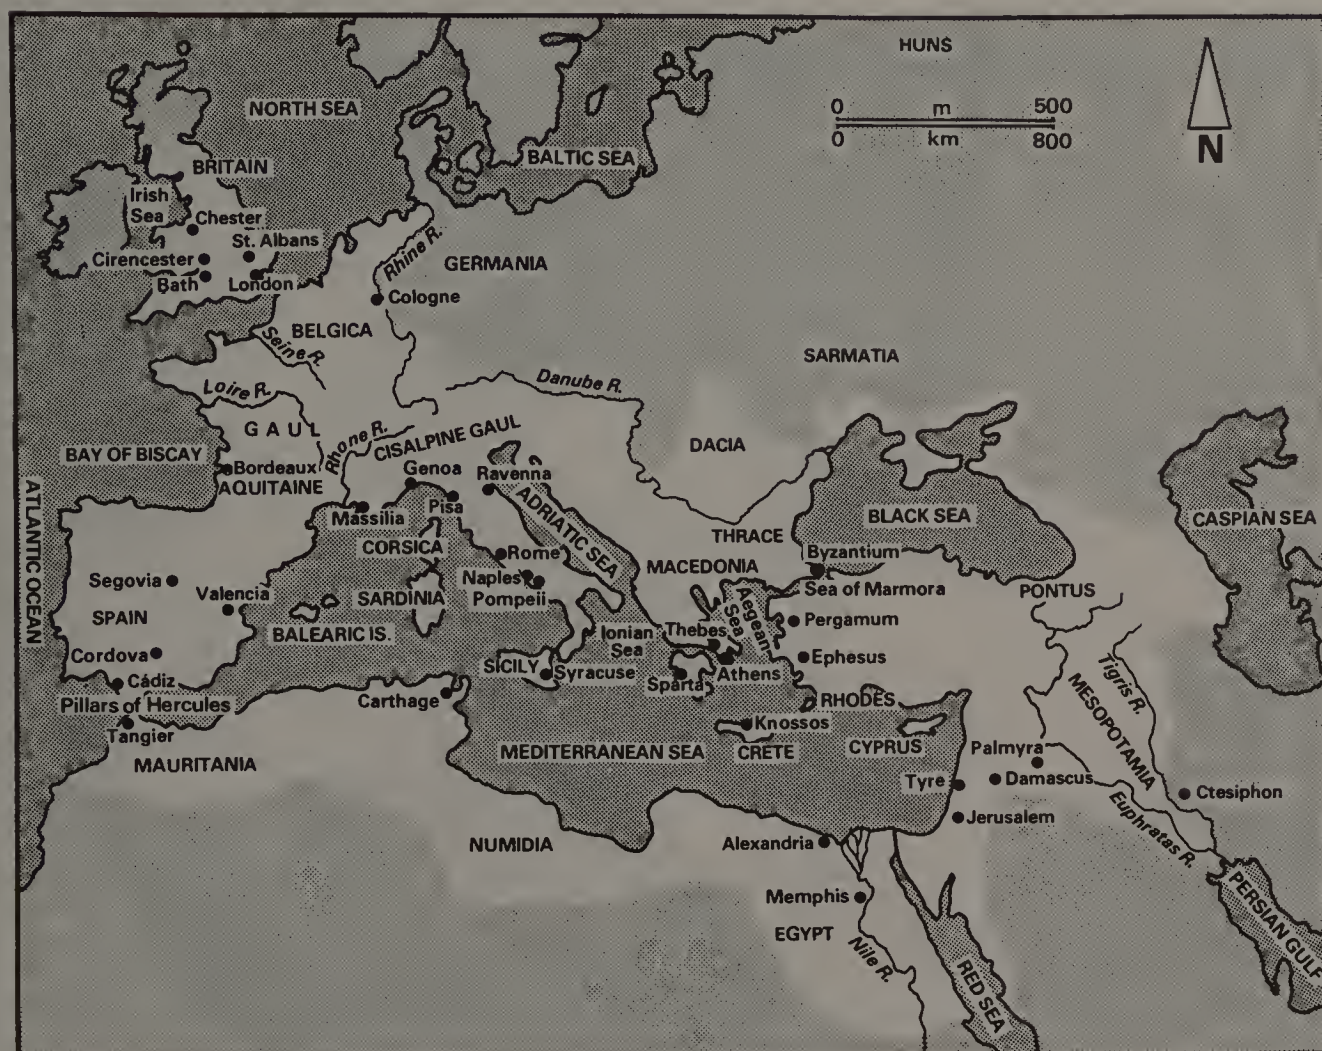 HUNS
0 m 500
0 km 800
N
NORTH SEA
BALTIC SEA
BRITAIN
Irish
Sea
Chester
St. Albans
Cirencester
Bath
London
Rhine R.
GERMANIA
Cologne
BELGICA
Seine R.
SARMATIA
Loire R.
Danube R.
GAUL
Rhone R.
CISALPINE GAUL
DACIA
BAY OF BISCAY
Bordeaux
AQUITAINE
Genoa
Ravenna
ATLANTIC OCEAN
Massilia
Pisa
ADRIATIC SEA
BLACK SEA
CASPIAN SEA
THRACE
CORSICA
Rome
MACEDONIA
Byzantium
Sea of Marmora
Segovia
Valencia
SARDINIA
Naples
Pompeii
PONTUS
SPAIN
BALEARIC IS.
Ionian
Sea
Thebes
Aegean
Sea
Pergamum
Cordova
SICILY
Syracuse
Sparta
Athens
Ephesus
Tigris R.
MESOPOTAMIA
Cádiz
Pillars of Hercules
Tangier
Carthage
RHODES
Knossos
CRETE
CYPRUS
MEDITERRANEAN SEA
MAURITANIA
Palmyra
Tyre
Damascus
Ctesiphon
Euphratas R.
Jerusalem
NUMIDIA
Alexandria
Memphis
EGYPT
Nile R.
RED SEA
PERSIAN GULF